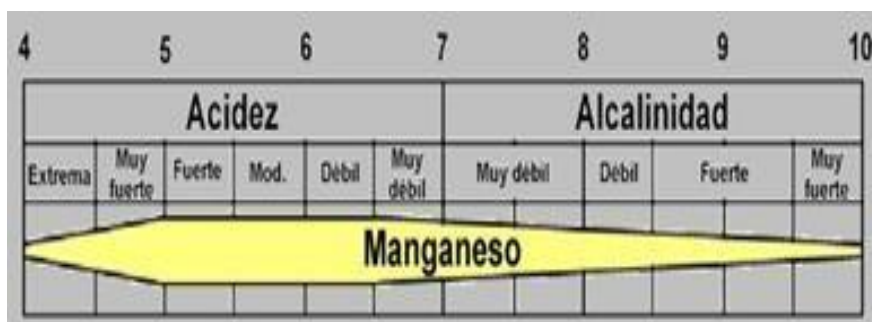 4 5 6 7 8 9 10
Acidez Alcalinidad
Extrema Muy fuerte Fuerte Mod. Débil Muy débil Muy débil Débil Fuerte Muy fuerte
Manganeso